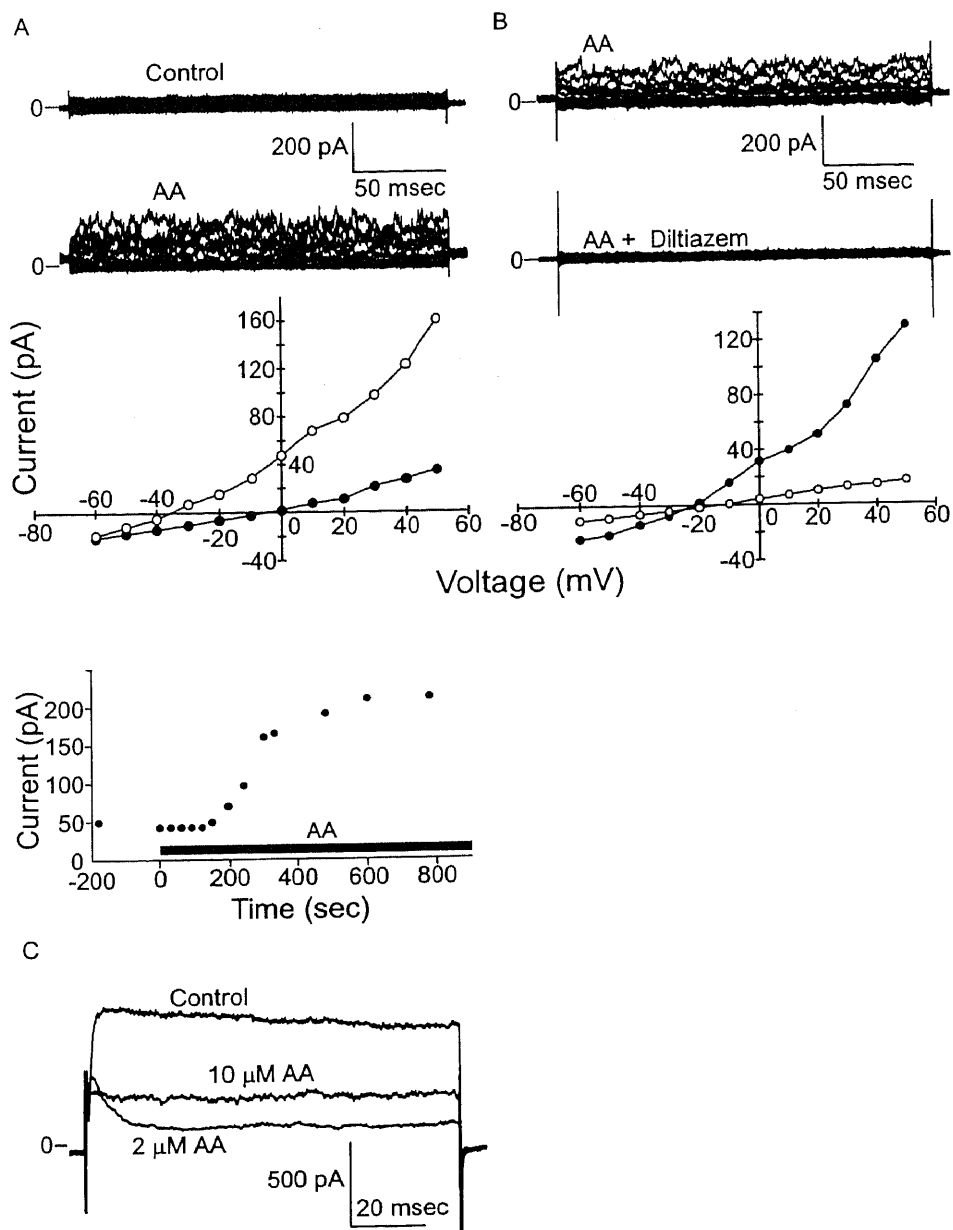 A
Control
0
200 pA
50 msec
AA
0
B
AA
0
200 pA
50 msec
AA + Diltiazem
0
Current (pA)
160
120
80
40
-60 -40
-80 -20 0 20 40 60
-40
120
80
40
-60 -40
-20 0 20 40 60
-40
Voltage (mV)
Current (pA)
200
150
100
50
0
AA
-200 0 200 400 600 800
Time (sec)
C
Control
10 μM AA
0
2 μM AA
500 pA
20 msec